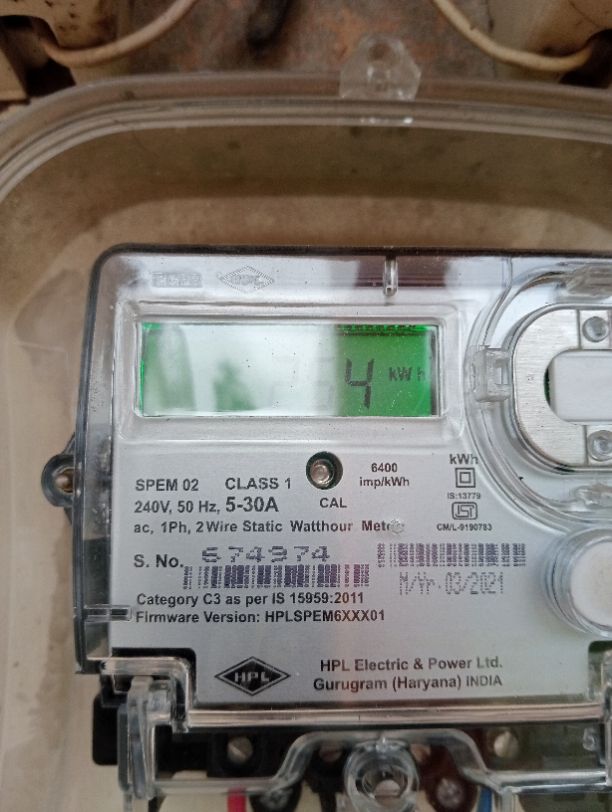 HPL
4 kWh
6400
imp/kWh
kWh
SPEM 02 CLASS 1
240V, 50 Hz, 5-30A CAL
IS:13779
ac, 1Ph, 2Wire Static Watthour Meter
CM/L-9190783
S. No. 674974
M/Yr. 03/2021
Category C3 as per IS 15959:2011
Firmware Version: HPLSPEM6XXX01
HPL
HPL Electric & Power Ltd.
Gurugram (Haryana) INDIA